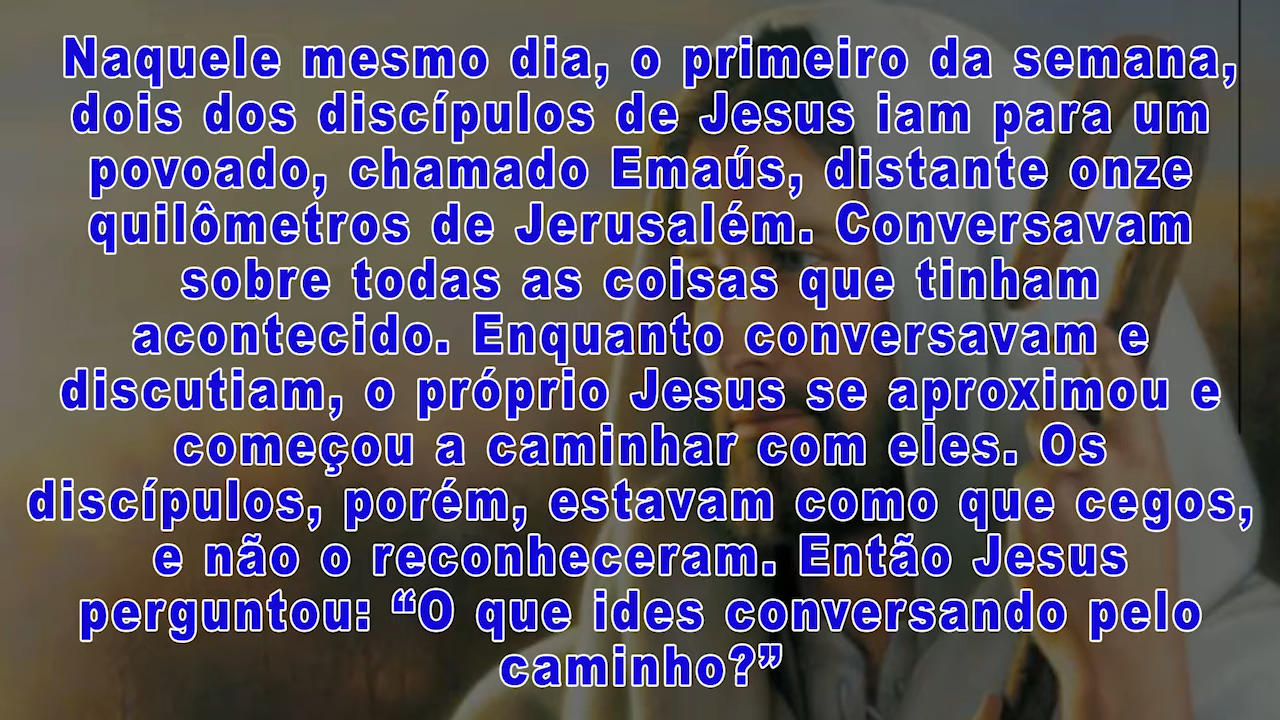 Naquele mesmo dia, o primeiro da semana,
dois dos discípulos de Jesus iam para um
povoado, chamado Emaús, distante onze
quilômetros de Jerusalém. Conversavam
sobre todas as coisas que tinham
acontecido. Enquanto conversavam e
discutiam, o próprio Jesus se aproximou e
começou a caminhar com eles. Os
discípulos, porém, estavam como que cegos,
e não o reconheceram. Então Jesus
perguntou: “O que ides conversando pelo
caminho?”